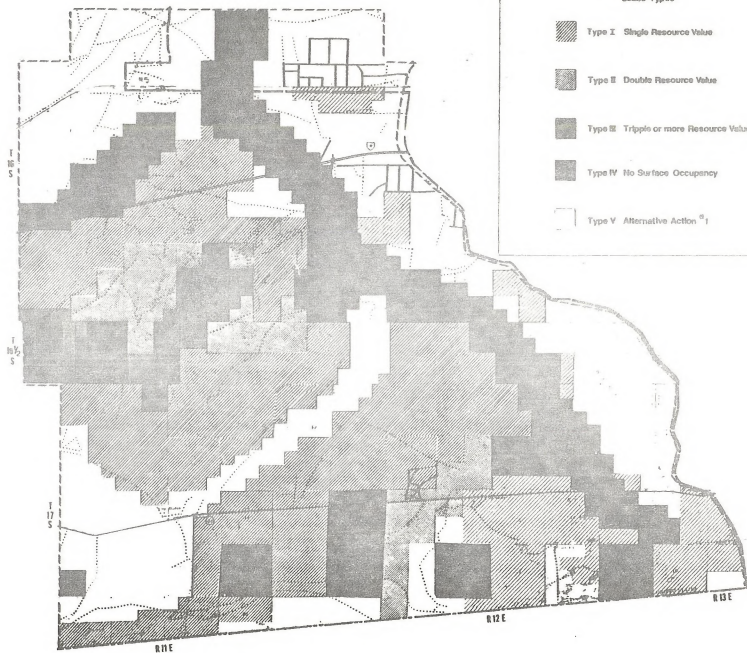 Lease Types
Type I Single Resource Value
Type II Double Resource Value
Type III Tripple or more Resource Value
Type IV No Surface Occupancy
Type V Alternative Action #1
T
16
S
T
16½
S
T
17
S
R11E
R12E
R13E